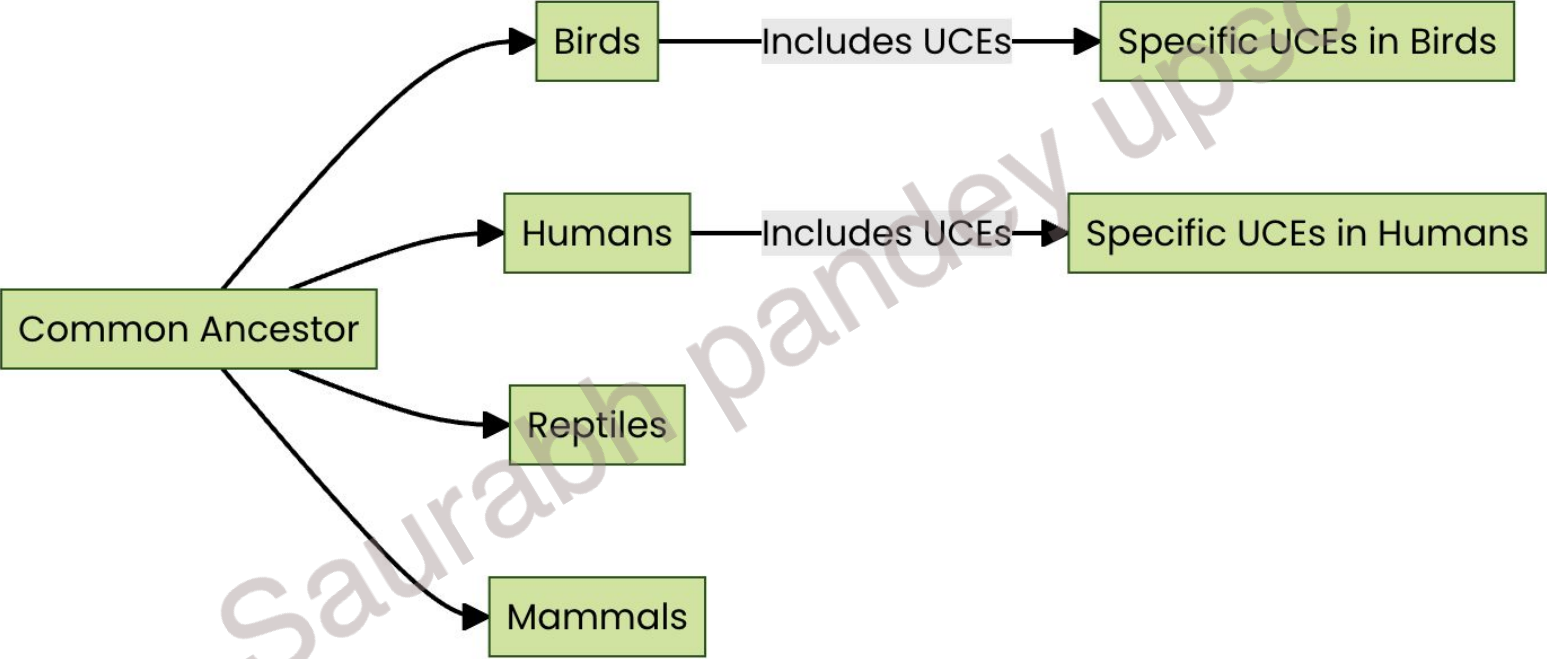 Birds
Includes UCEs
Specific UCEs in Birds
Humans
Includes UCEs
Specific UCEs in Humans
Common Ancestor
Reptiles
Mammals
Saurabh pandey upsc